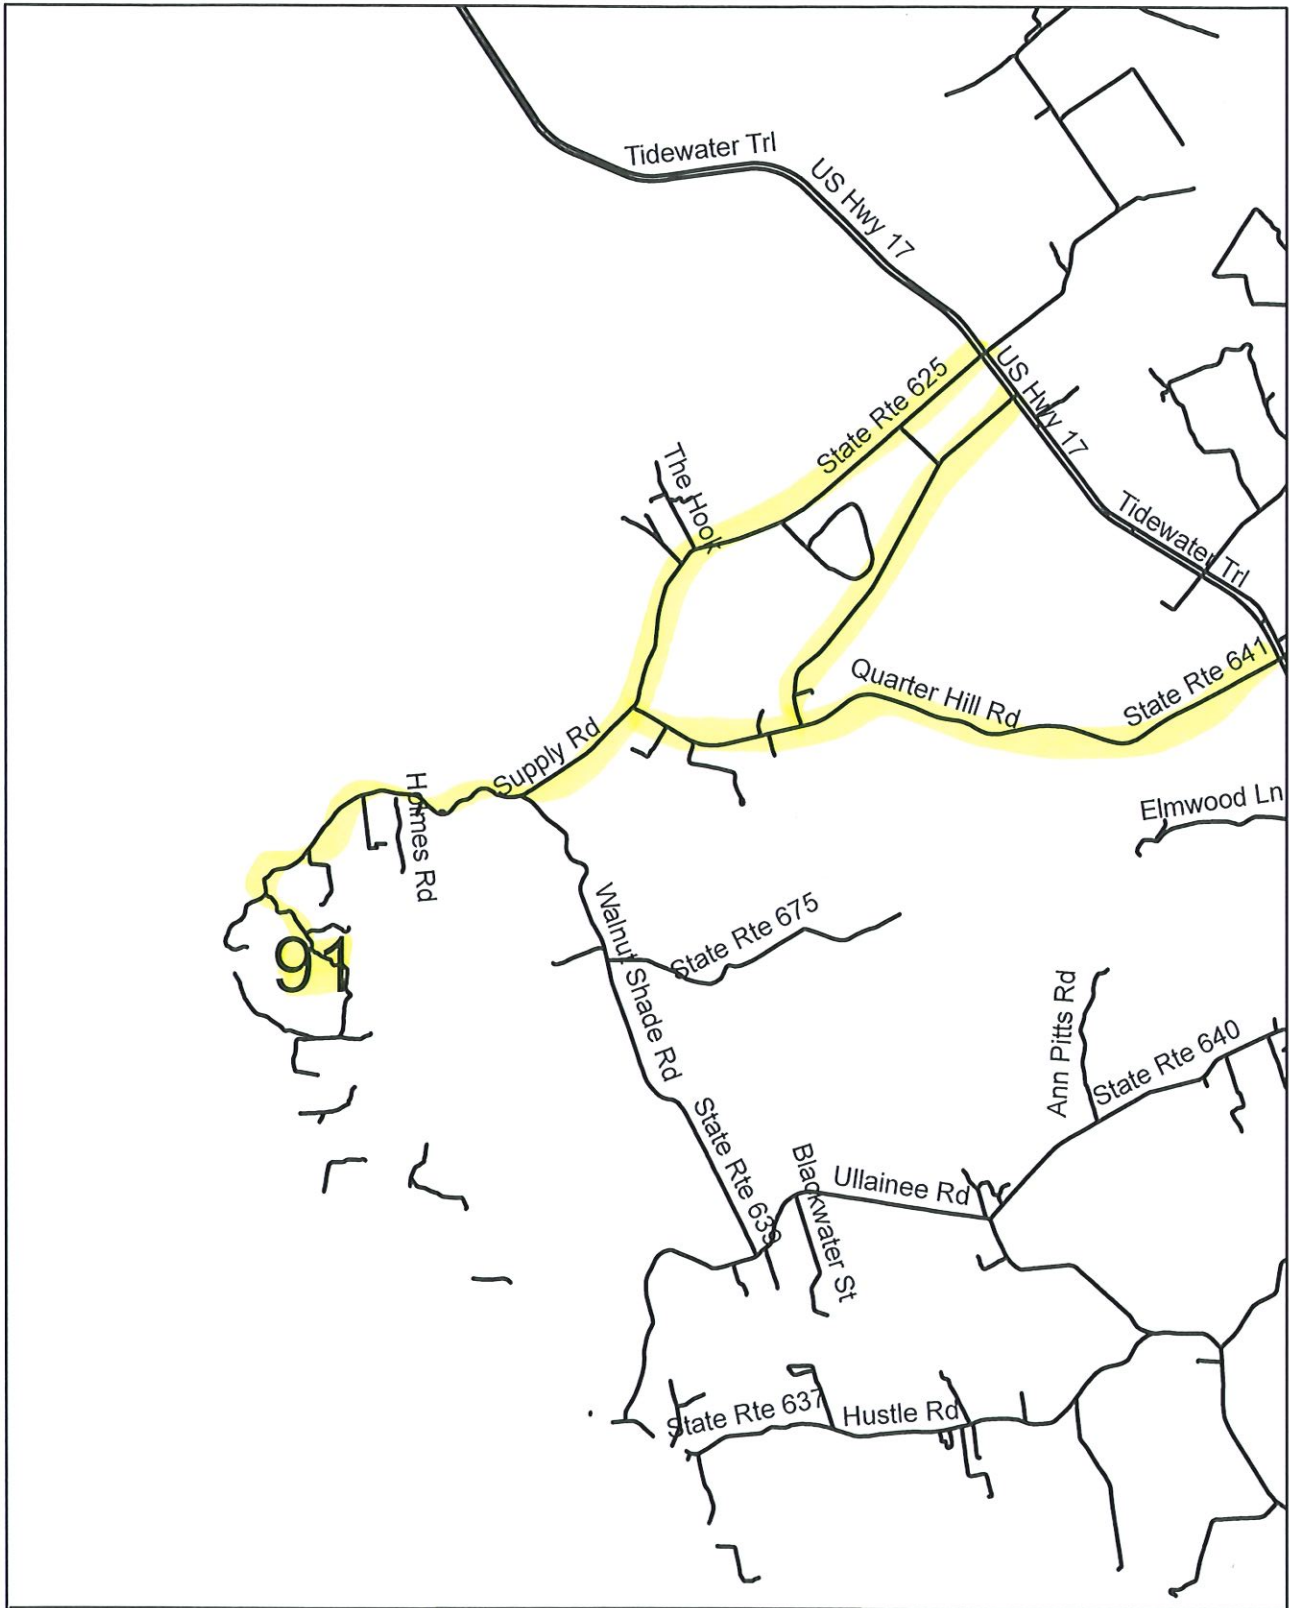 Tidewater Trl
US Hwy 17
US Hwy 17
State Rte 625
The Hook
Tidewater Trl
State Rte 641
Quarter Hill Rd
Supply Rd
Holmes Rd
Elmwood Ln
91
Walnut Shade Rd
State Rte 675
Ann Pitts Rd
State Rte 640
State Rte 639
Blackwater St
Ullainee Rd
State Rte 637
Hustle Rd